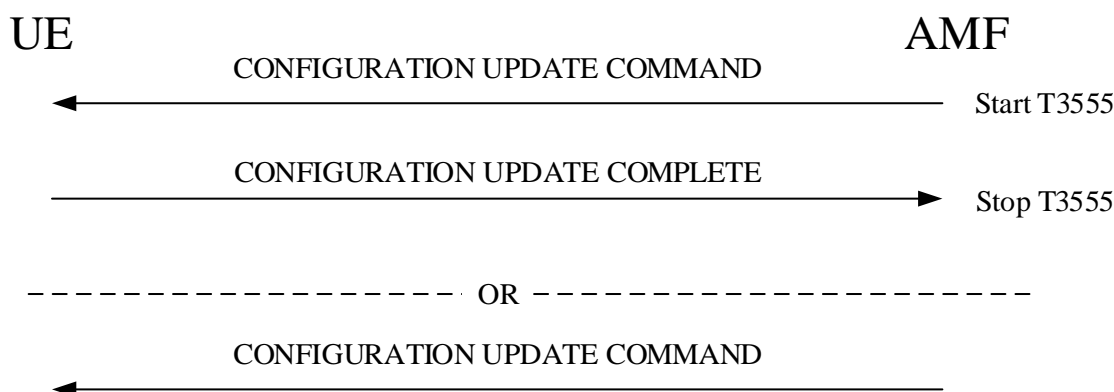 UE AMF
CONFIGURATION UPDATE COMMAND
Start T3555
CONFIGURATION UPDATE COMPLETE
Stop T3555
OR
CONFIGURATION UPDATE COMMAND